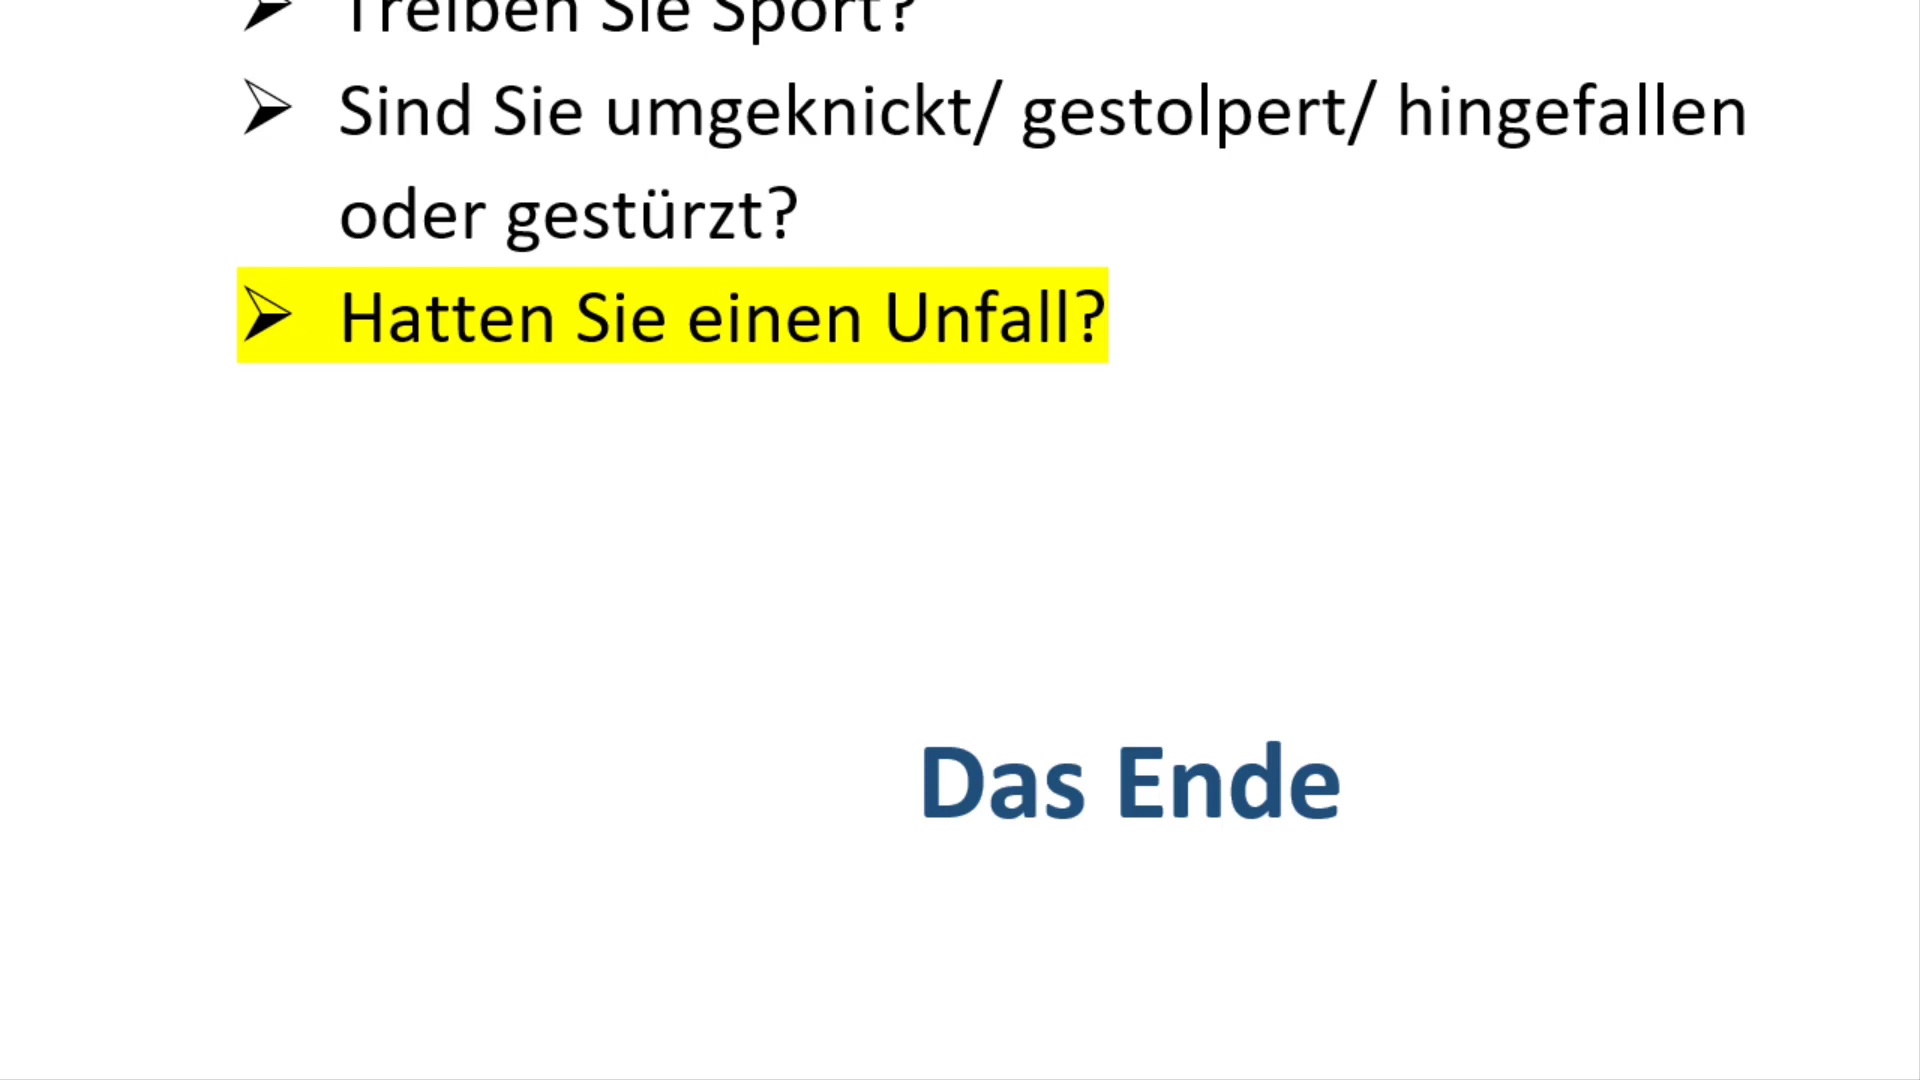 ➢ Treiben Sie Sport?
➢ Sind Sie umgeknickt/ gestolpert/ hingefallen
oder gestürzt?
➢ Hatten Sie einen Unfall?
Das Ende